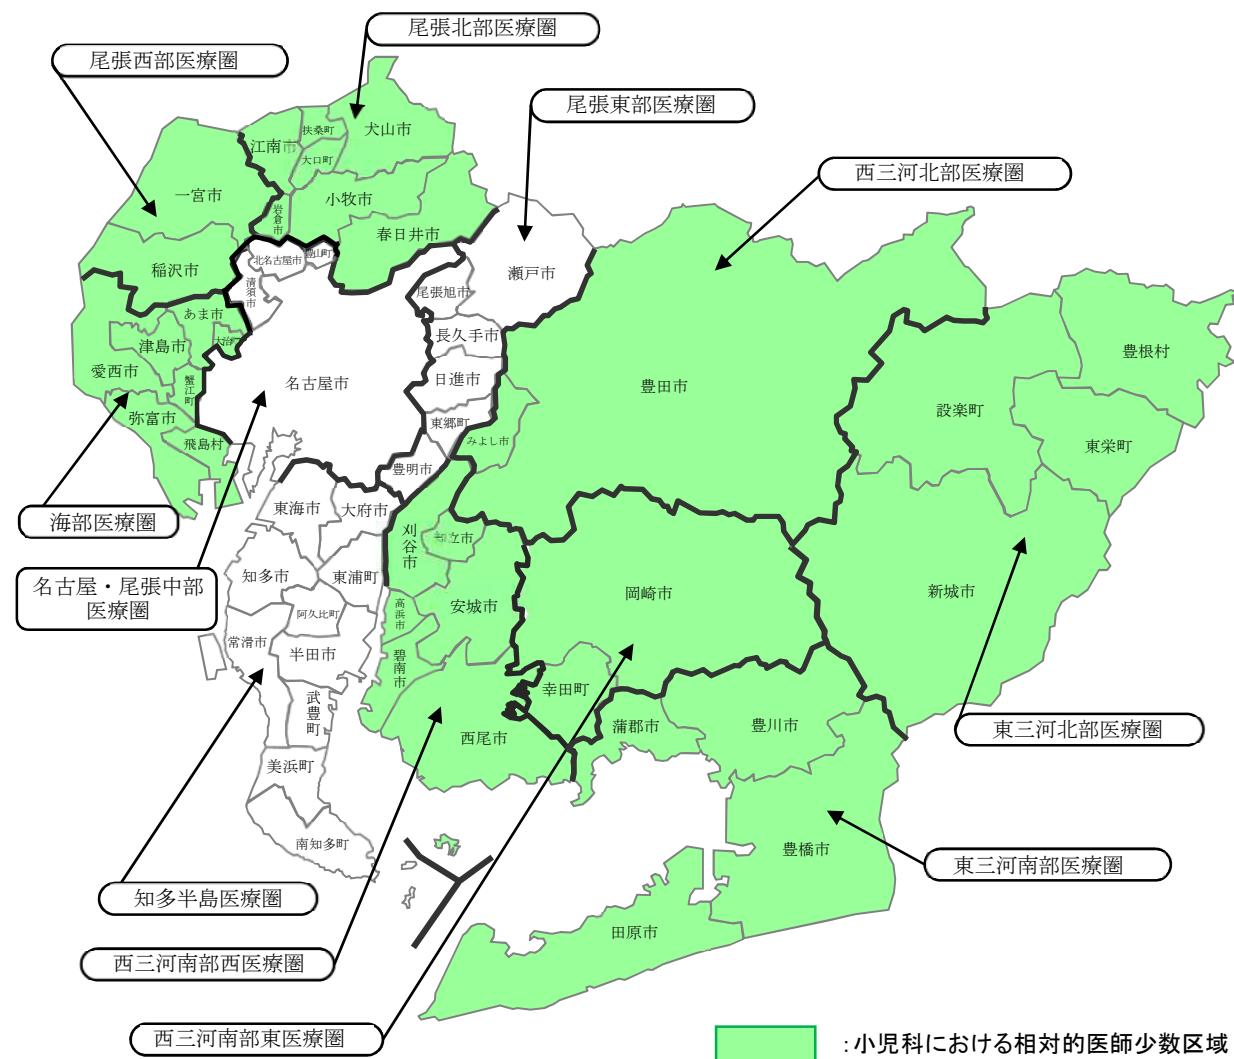 尾張北部医療圏
尾張西部医療圏
尾張東部医療圏
西三河北部医療圏
扶桑町
犬山市
江南市
大口町
一宮市
小牧市
岩倉市
春日井市
北名古屋市
豊山町
稲沢市
瀬戸市
清須市
尾張旭市
あま市
大治
津島市
長久手市
豊根村
愛西市
蟹江町
名古屋市
日進市
豊田市
設楽町
弥富市
東郷町
みよし市
東栄町
飛島村
豊明市
海部医療圏
東海市
大府市
刈谷市
知立市
名古屋・尾張中部
医療圏
知多市
東浦町
岡崎市
新城市
阿久比町
高浜市
安城市
常滑市
半田市
碧南市
武豊町
幸田町
西尾市
蒲郡市
豊川市
東三河北部医療圏
美浜町
南知多町
豊橋市
東三河南部医療圏
知多半島医療圏
田原市
西三河南部西医療圏
西三河南部東医療圏
：小児科における相対的医師少数区域